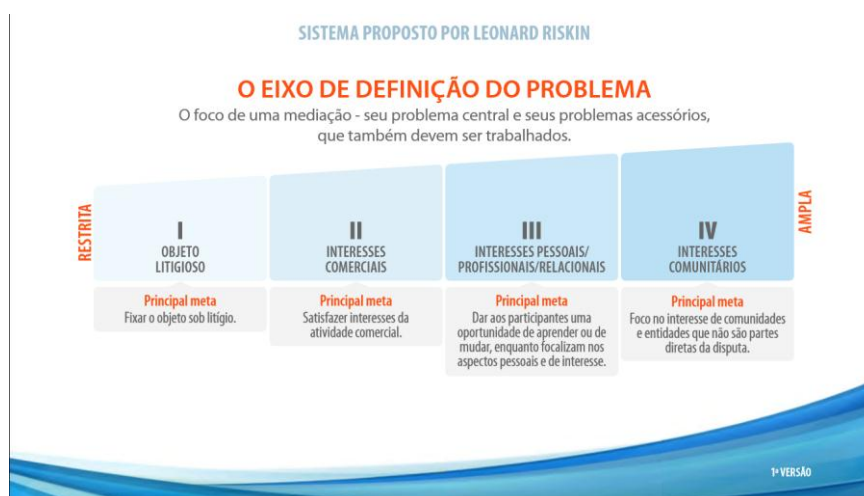 SISTEMA PROPOSTO POR LEONARD RISKIN
O EIXO DE DEFINIÇÃO DO PROBLEMA
O foco de uma mediação - seu problema central e seus problemas acessórios,
que também devem ser trabalhados.
RESTRITA
I
OBJETO
LITIGIOSO
Principal meta
Fixar o objeto sob litígio.
II
INTERESSES
COMERCIAIS
Principal meta
Satisfazer interesses da
atividade comercial.
III
INTERESSES PESSOAIS/
PROFISSIONAIS/RELACIONAIS
Principal meta
Dar aos participantes uma
oportunidade de aprender ou de
mudar, enquanto focalizam nos
aspectos pessoais e de interesse.
IV
INTERESSES
COMUNITÁRIOS
Principal meta
Foco no interesse de comunidades
e entidades que não são partes
diretas da disputa.
AMPLA
1ª VERSÃO